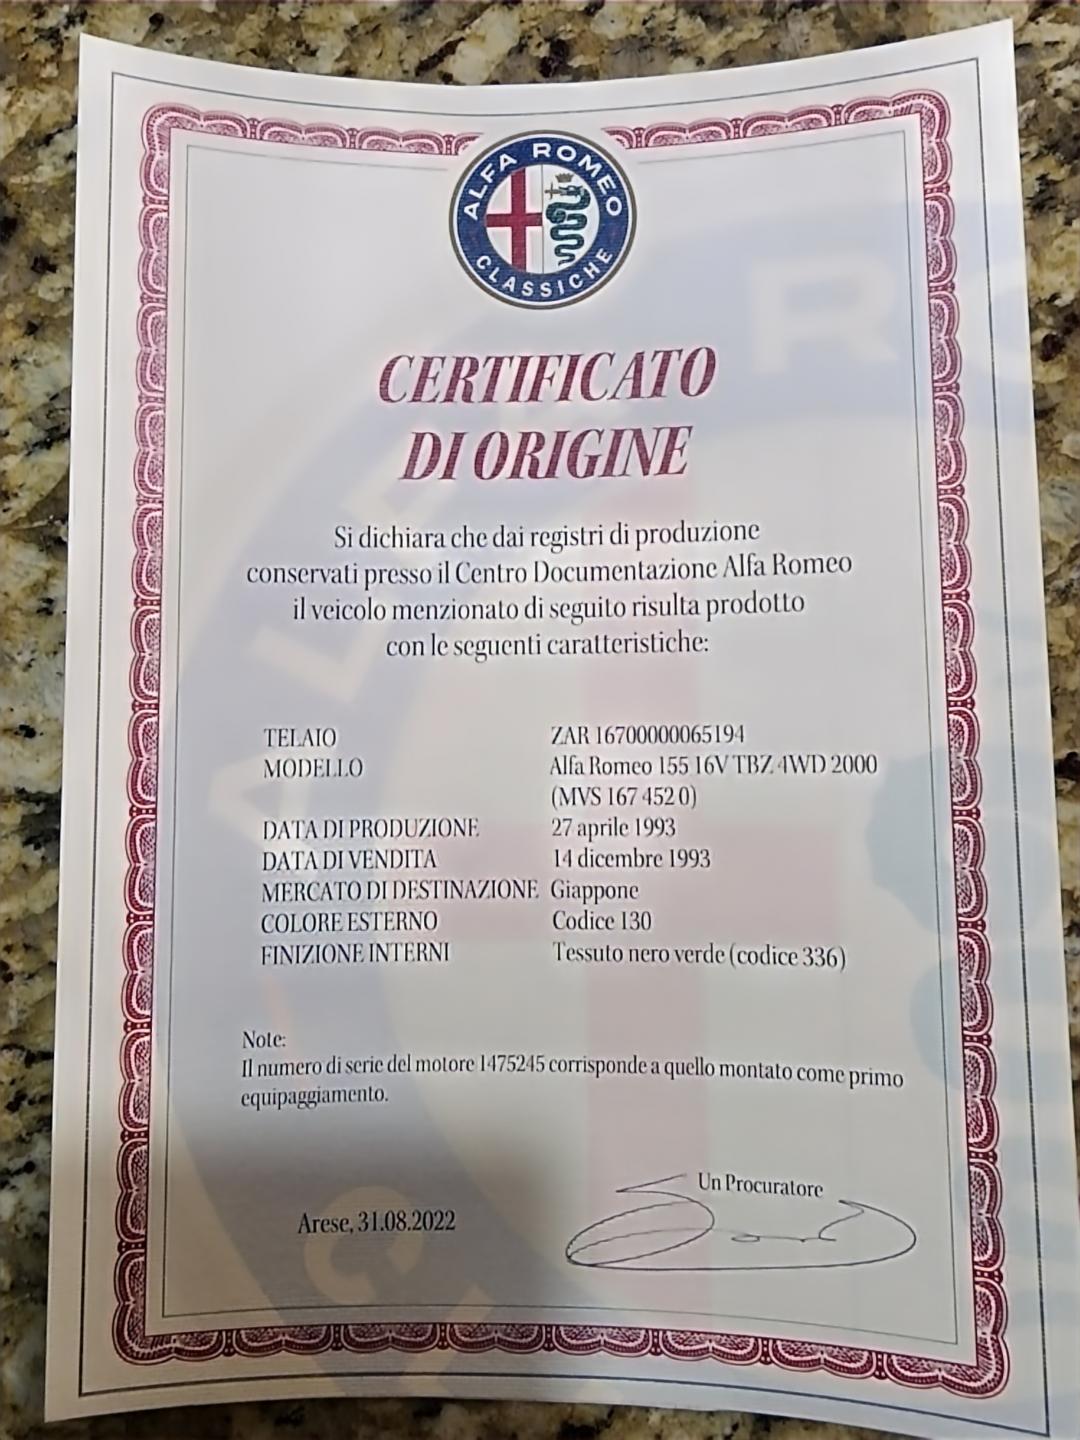 ALFA ROMEO
CLASSICHE
CERTIFICATO
DI ORIGINE
Si dichiara che dai registri di produzione
conservati presso il Centro Documentazione Alfa Romeo
il veicolo menzionato di seguito risulta prodotto
con le seguenti caratteristiche:
TELAIO ZAR 16700000065194
MODELLO Alfa Romeo 155 16V TBZ 4WD 2000
(MVS 167 452 0)
DATA DI PRODUZIONE 27 aprile 1993
DATA DI VENDITA 14 dicembre 1993
MERCATO DI DESTINAZIONE Giappone
COLORE ESTERNO Codice 130
FINIZIONE INTERNI Tessuto nero verde (codice 336)
Note:
Il numero di serie del motore 1475245 corrisponde a quello montato come primo
equipaggiamento.
Un Procuratore
Arese, 31.08.2022